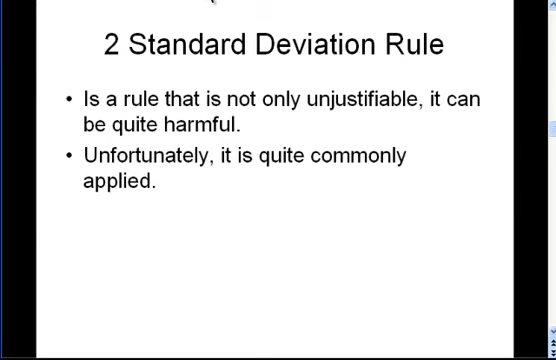 2 Standard Deviation Rule
• Is a rule that is not only unjustifiable, it can
be quite harmful.
• Unfortunately, it is quite commonly
applied.